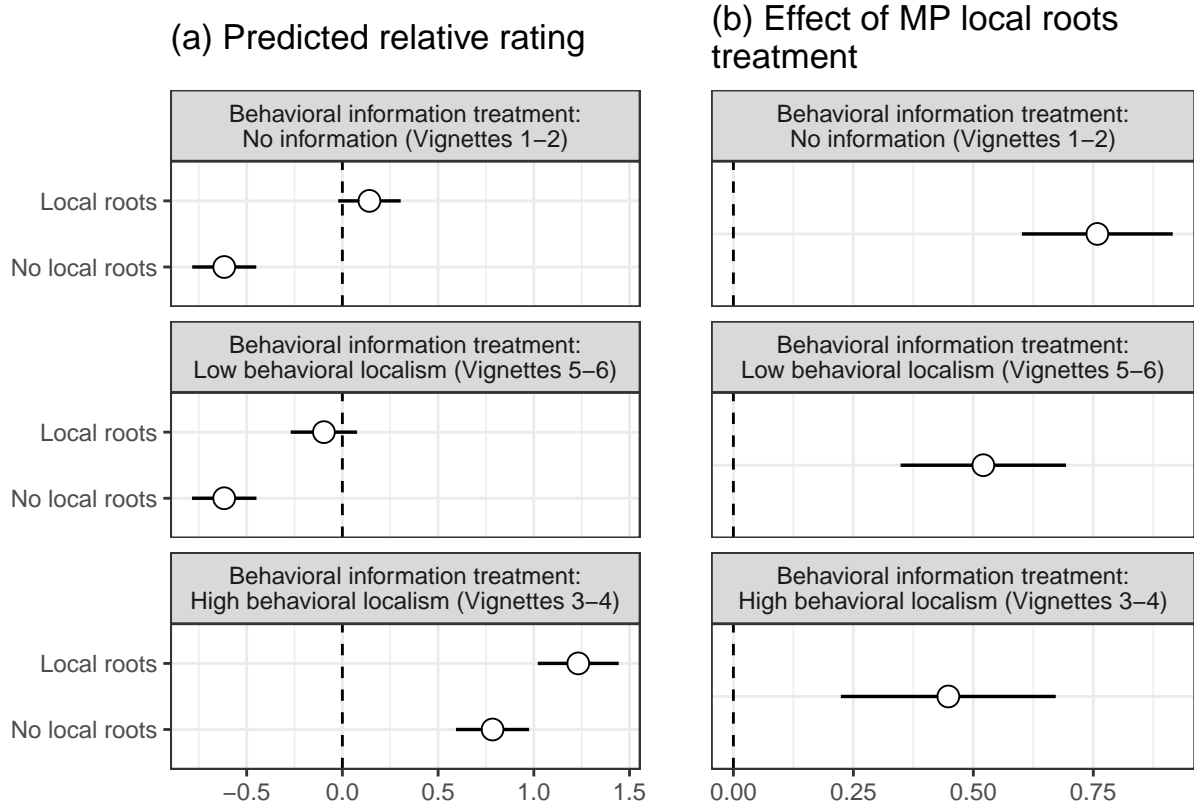 (a) Predicted relative rating
Behavioral information treatment:
No information (Vignettes 1−2)
Local roots
No local roots
Behavioral information treatment:
Low behavioral localism (Vignettes 5−6)
Local roots
No local roots
Behavioral information treatment:
High behavioral localism (Vignettes 3−4)
Local roots
No local roots
−0.5 0.0 0.5 1.0 1.5
(b) Effect of MP local roots
treatment
Behavioral information treatment:
No information (Vignettes 1−2)
Behavioral information treatment:
Low behavioral localism (Vignettes 5−6)
Behavioral information treatment:
High behavioral localism (Vignettes 3−4)
0.00 0.25 0.50 0.75